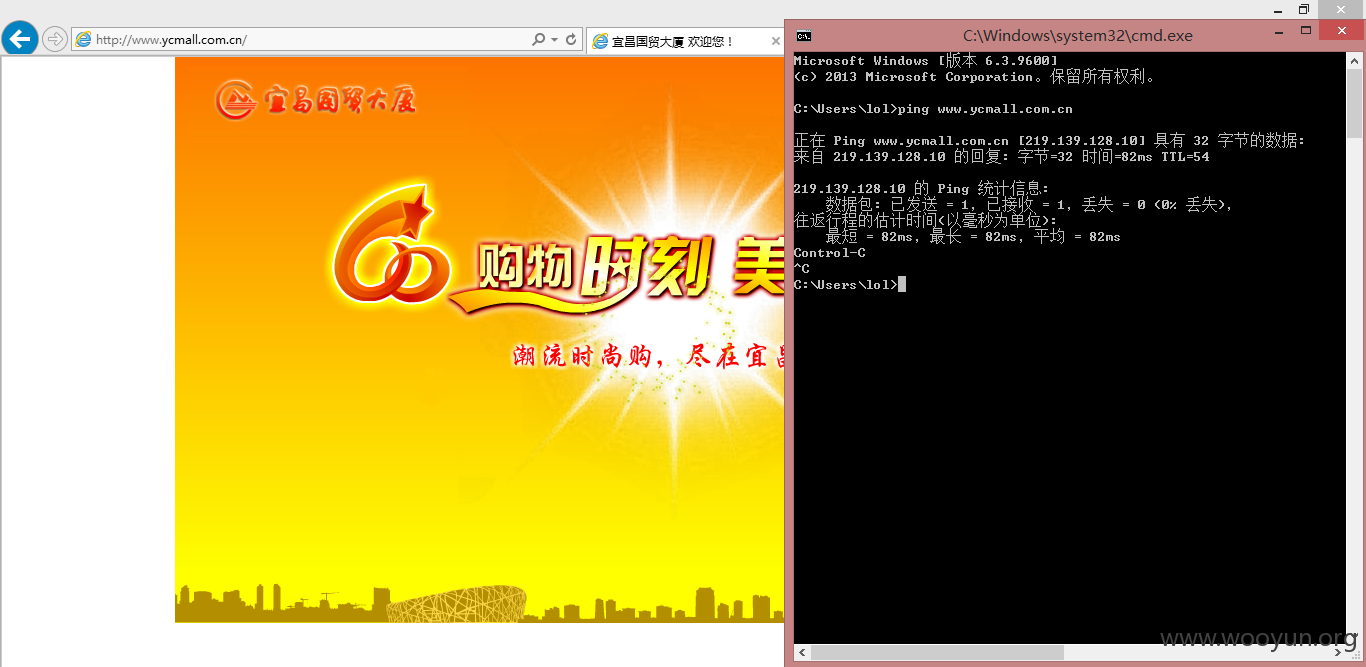 http://www.ycmall.com.cn/
宜昌国贸大厦 欢迎您！
宜昌国贸大厦
购物时刻 美
潮流时尚购，尽在宜昌
C:\Windows\system32\cmd.exe
Microsoft Windows [版本 6.3.9600]
(c) 2013 Microsoft Corporation。保留所有权利。
C:\Users\lol>ping www.ycmall.com.cn
正在 Ping www.ycmall.com.cn [219.139.128.10] 具有 32 字节的数据:
来自 219.139.128.10 的回复: 字节=32 时间=82ms TTL=54
219.139.128.10 的 Ping 统计信息:
数据包: 已发送 = 1，已接收 = 1，丢失 = 0 (0% 丢失)，
往返行程的估计时间(以毫秒为单位):
最短 = 82ms，最长 = 82ms，平均 = 82ms
Control-C
^C
C:\Users\lol>
www.wooyun.org